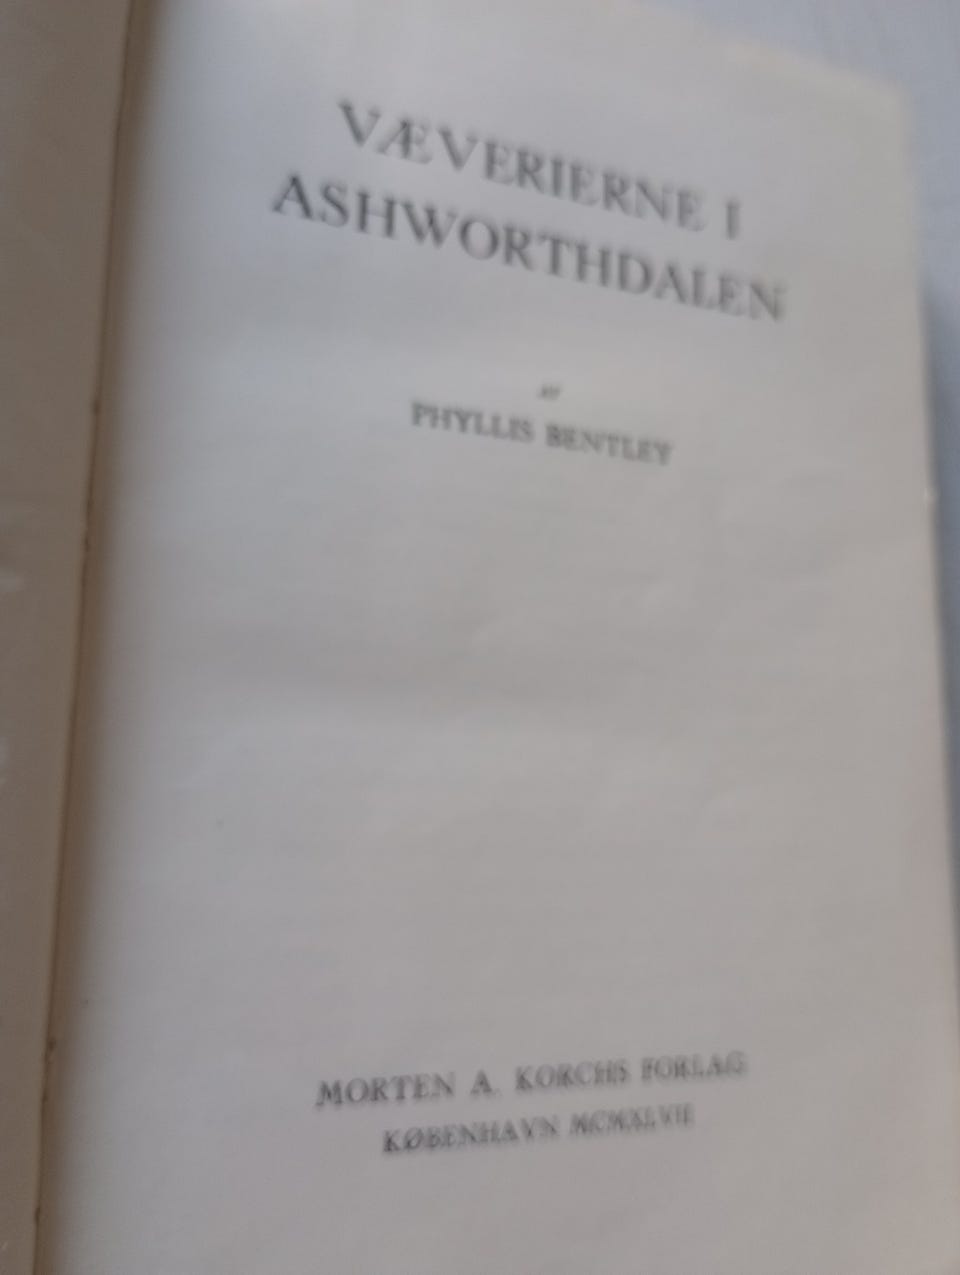 VÆVERIERNE I
ASHWORTHDALEN
AF
PHYLLIS BENTLEY
MORTEN A. KORCHS FORLAG
KØBENHAVN MCMXLVII